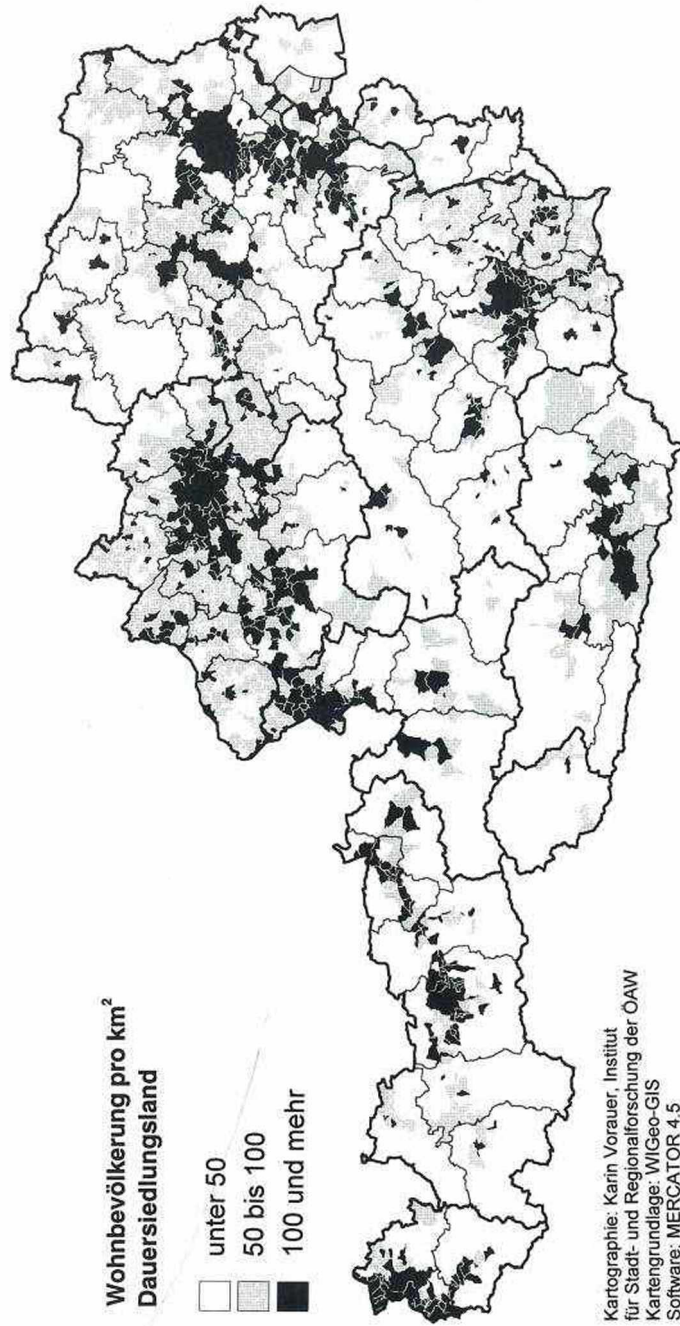 Wohnbevölkerung pro km²
Dauersiedlungsland
unter 50
50 bis 100
100 und mehr
Kartographie: Karin Vorauer, Institut
für Stadt- und Regionalforschung der ÖAW
Kartengrundlage: WIGeo-GIS
Software: MERCATOR 4.5